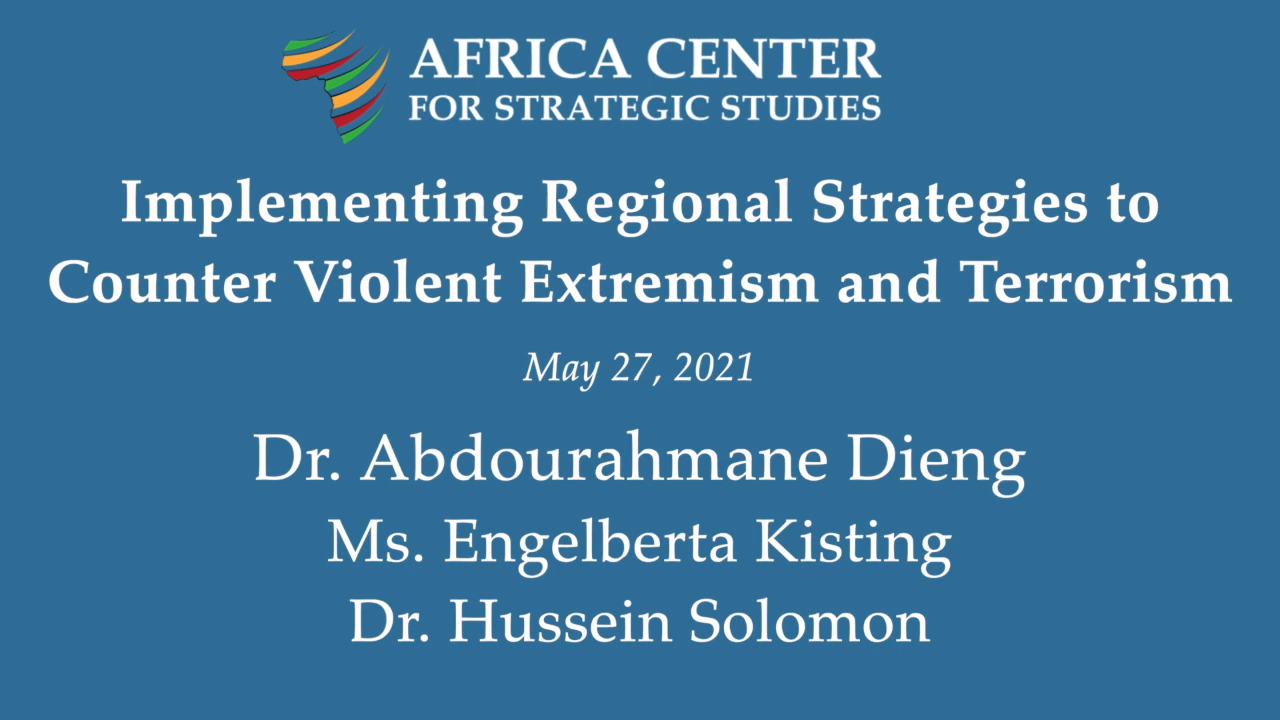 AFRICA CENTER
FOR STRATEGIC STUDIES
Implementing Regional Strategies to
Counter Violent Extremism and Terrorism
May 27, 2021
Dr. Abdourahmane Dieng
Ms. Engelberta Kisting
Dr. Hussein Solomon